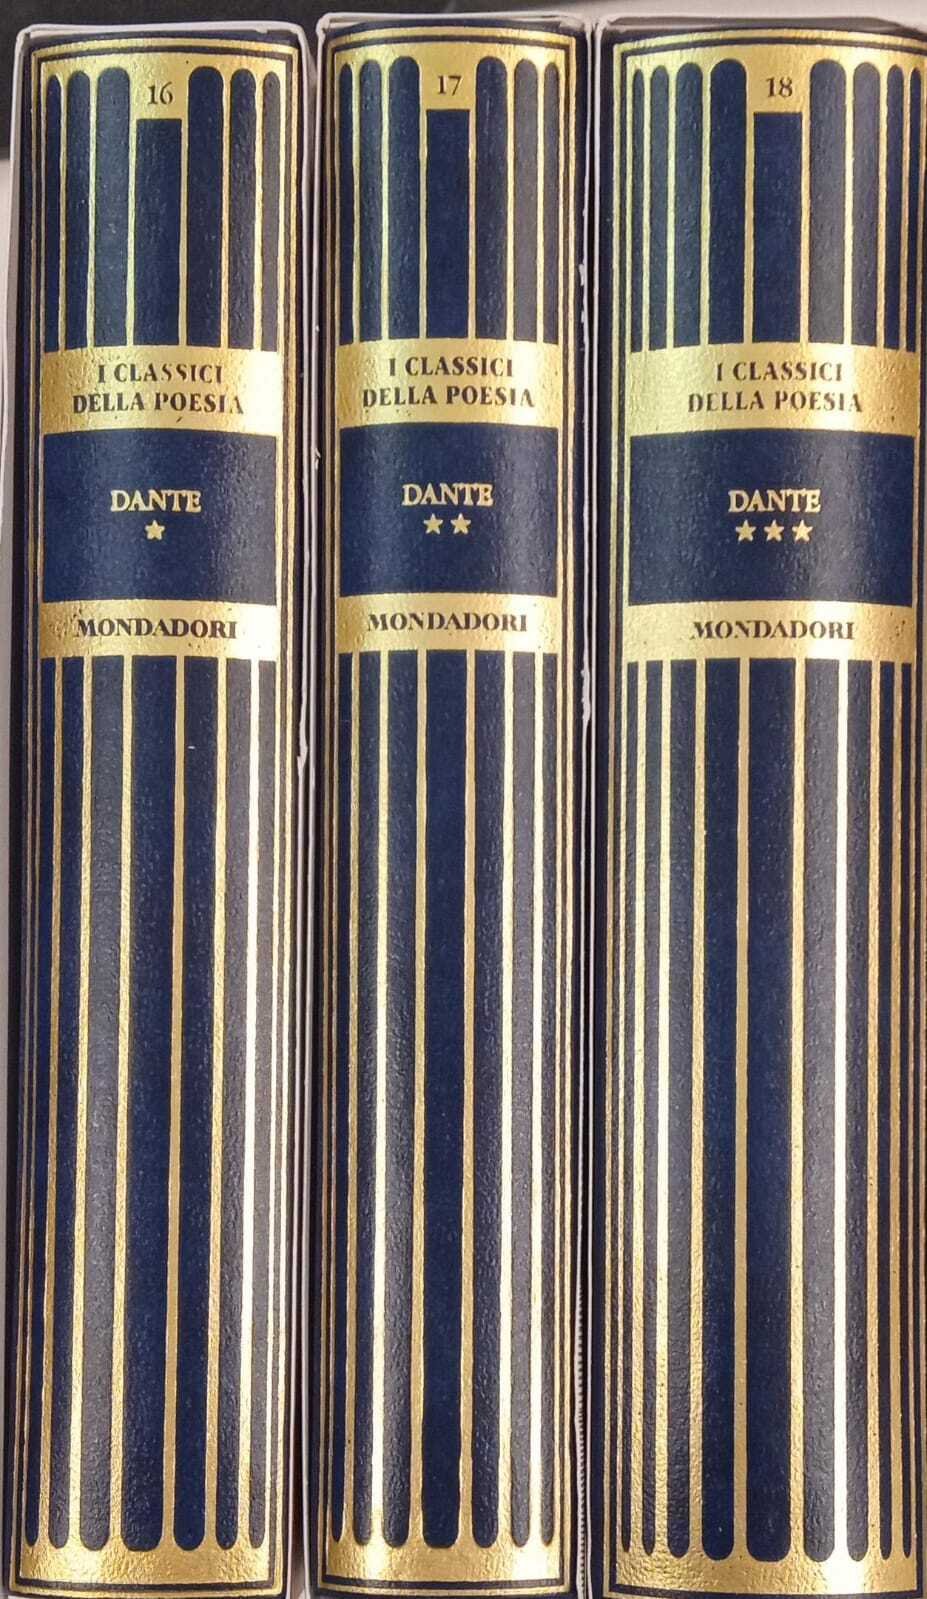 16
I CLASSICI
DELLA POESIA
DANTE
★
MONDADORI
17
I CLASSICI
DELLA POESIA
DANTE
★★
MONDADORI
18
I CLASSICI
DELLA POESIA
DANTE
★★★
MONDADORI